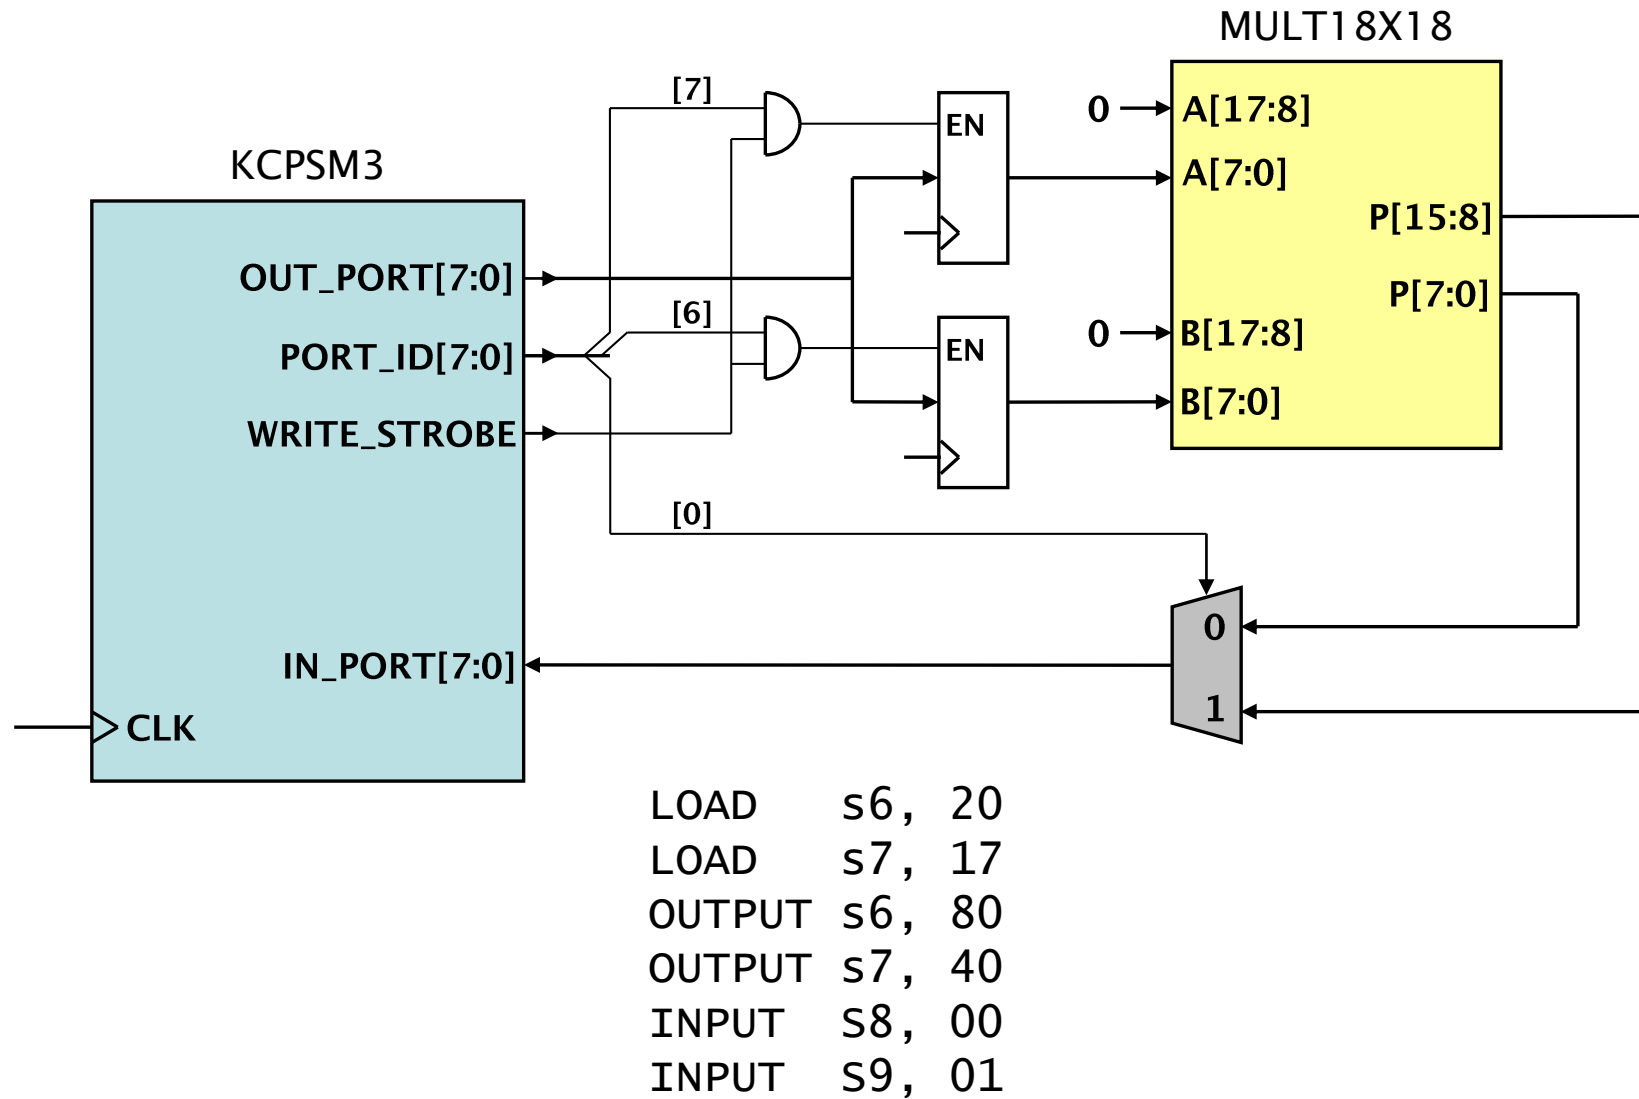 MULT18X18
[7]
EN
0
A[17:8]
KCPSM3
A[7:0]
P[15:8]
OUT_PORT[7:0]
P[7:0]
[6]
EN
0
B[17:8]
PORT_ID[7:0]
B[7:0]
WRITE_STROBE
[0]
0
IN_PORT[7:0]
1
CLK
LOAD s6, 20
LOAD s7, 17
OUTPUT s6, 80
OUTPUT s7, 40
INPUT S8, 00
INPUT S9, 01